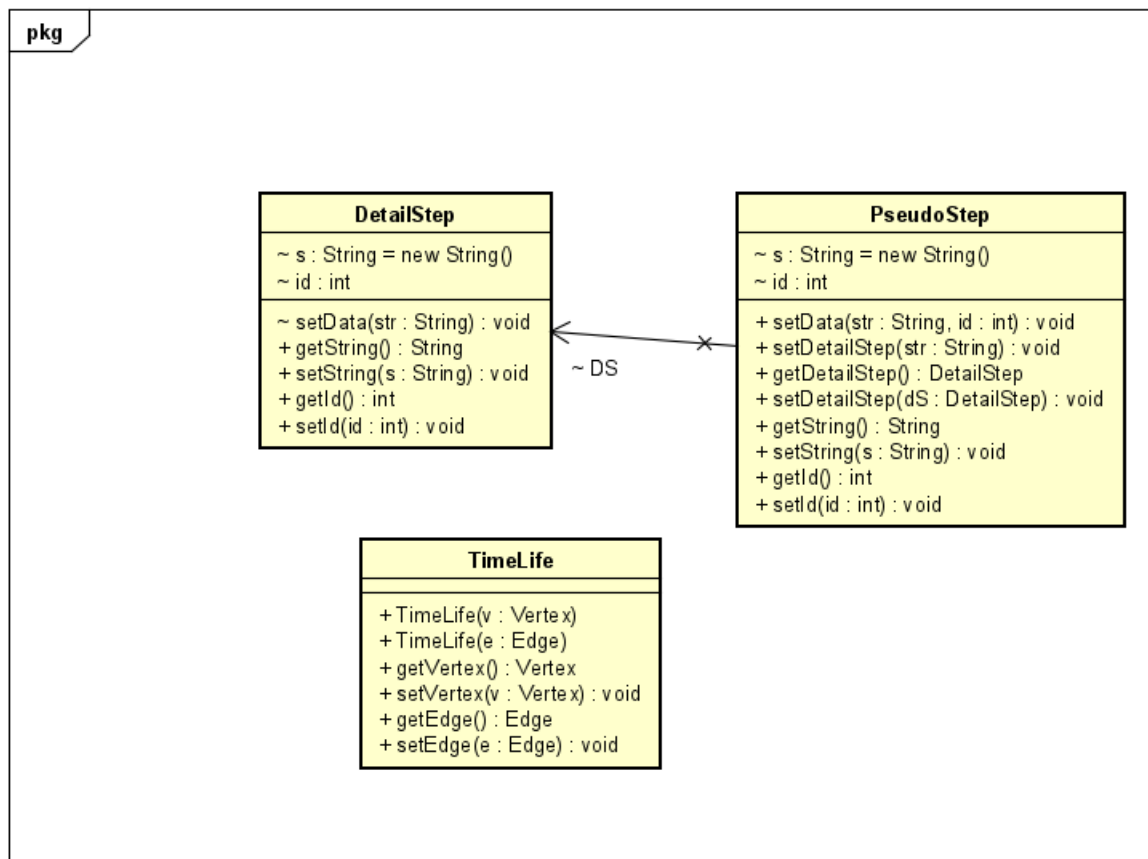 pkg
DetailStep
~ s : String = new String()
~ id : int
~ setData(str : String) : void
+ getString() : String
+ setString(s : String) : void
+ getId() : int
+ setId(id : int) : void
~ DS
PseudoStep
~ s : String = new String()
~ id : int
+ setData(str : String, id : int) : void
+ setDetailStep(str : String) : void
+ getDetailStep() : DetailStep
+ setDetailStep(dS : DetailStep) : void
+ getString() : String
+ setString(s : String) : void
+ getId() : int
+ setId(id : int) : void
TimeLife
+ TimeLife(v : Vertex)
+ TimeLife(e : Edge)
+ getVertex() : Vertex
+ setVertex(v : Vertex) : void
+ getEdge() : Edge
+ setEdge(e : Edge) : void